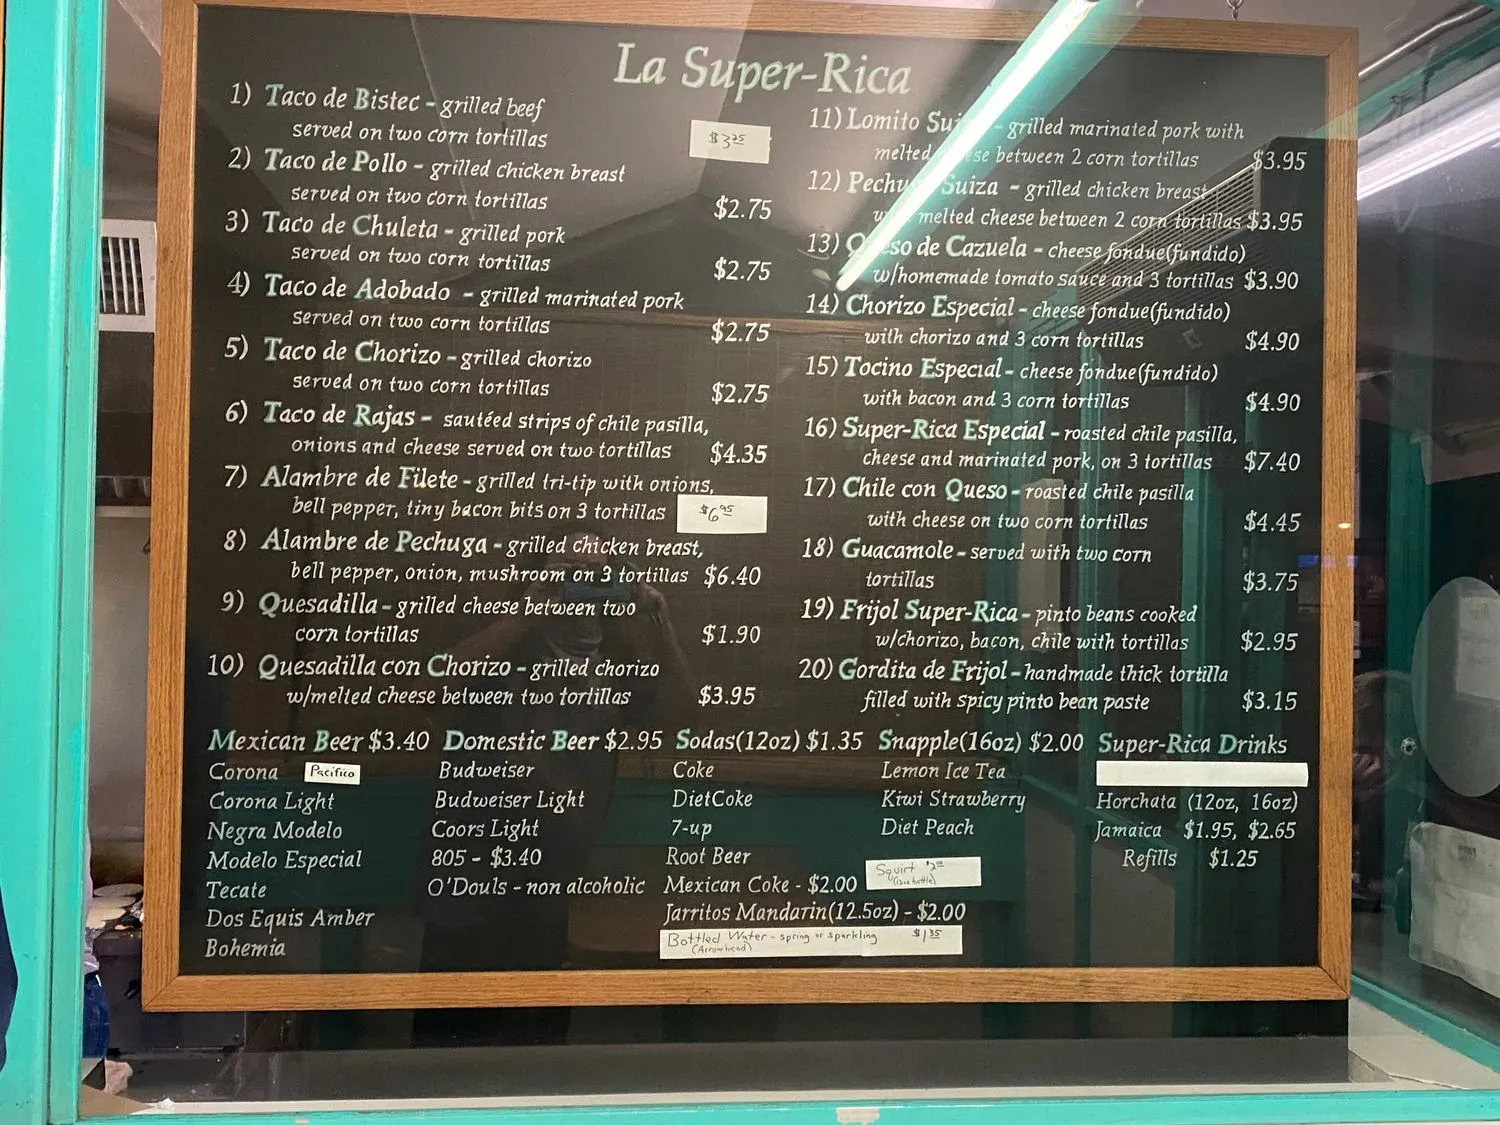 La Super-Rica
1) Taco de Bistec - grilled beef
served on two corn tortillas
$3.25
2) Taco de Pollo - grilled chicken breast
served on two corn tortillas $2.75
3) Taco de Chuleta - grilled pork
served on two corn tortillas $2.75
4) Taco de Adobado - grilled marinated pork
served on two corn tortillas $2.75
5) Taco de Chorizo - grilled chorizo
served on two corn tortillas $2.75
6) Taco de Rajas - sautéed strips of chile pasilla,
onions and cheese served on two tortillas $4.35
7) Alambre de Filete - grilled tri-tip with onions,
bell pepper, tiny bacon bits on 3 tortillas $6.95
8) Alambre de Pechuga - grilled chicken breast,
bell pepper, onion, mushroom on 3 tortillas $6.40
9) Quesadilla - grilled cheese between two
corn tortillas $1.90
10) Quesadilla con Chorizo - grilled chorizo
w/melted cheese between two tortillas $3.95
11) Lomito Suiza - grilled marinated pork with
melted cheese between 2 corn tortillas $3.95
12) Pechuga Suiza - grilled chicken breast
melted cheese between 2 corn tortillas $3.95
13) Queso de Cazuela - cheese fondue(fundido)
w/homemade tomato sauce and 3 tortillas $3.90
14) Chorizo Especial - cheese fondue(fundido)
with chorizo and 3 corn tortillas $4.90
15) Tocino Especial - cheese fondue(fundido)
with bacon and 3 corn tortillas $4.90
16) Super-Rica Especial - roasted chile pasilla,
cheese and marinated pork, on 3 tortillas $7.40
17) Chile con Queso - roasted chile pasilla
with cheese on two corn tortillas $4.45
18) Guacamole - served with two corn
tortillas $3.75
19) Frijol Super-Rica - pinto beans cooked
w/chorizo, bacon, chile with tortillas $2.95
20) Gordita de Frijol - handmade thick tortilla
filled with spicy pinto bean paste $3.15
Mexican Beer $3.40
Corona Pacifico
Corona Light
Negra Modelo
Modelo Especial
Tecate
Dos Equis Amber
Bohemia
Domestic Beer $2.95
Budweiser
Budweiser Light
Coors Light
805 - $3.40
O'Douls - non alcoholic
Sodas(12oz) $1.35
Coke
DietCoke
7-up
Root Beer
Mexican Coke - $2.00
Jarritos Mandarin(12.5oz) - $2.00
Bottled Water - spring or sparkling $1.35
(Arrowhead)
Snapple(16oz) $2.00
Lemon Ice Tea
Kiwi Strawberry
Diet Peach
Squirt $2.00
(12oz bottle)
Super-Rica Drinks
Horchata (12oz, 16oz)
Jamaica $1.95, $2.65
Refills $1.25